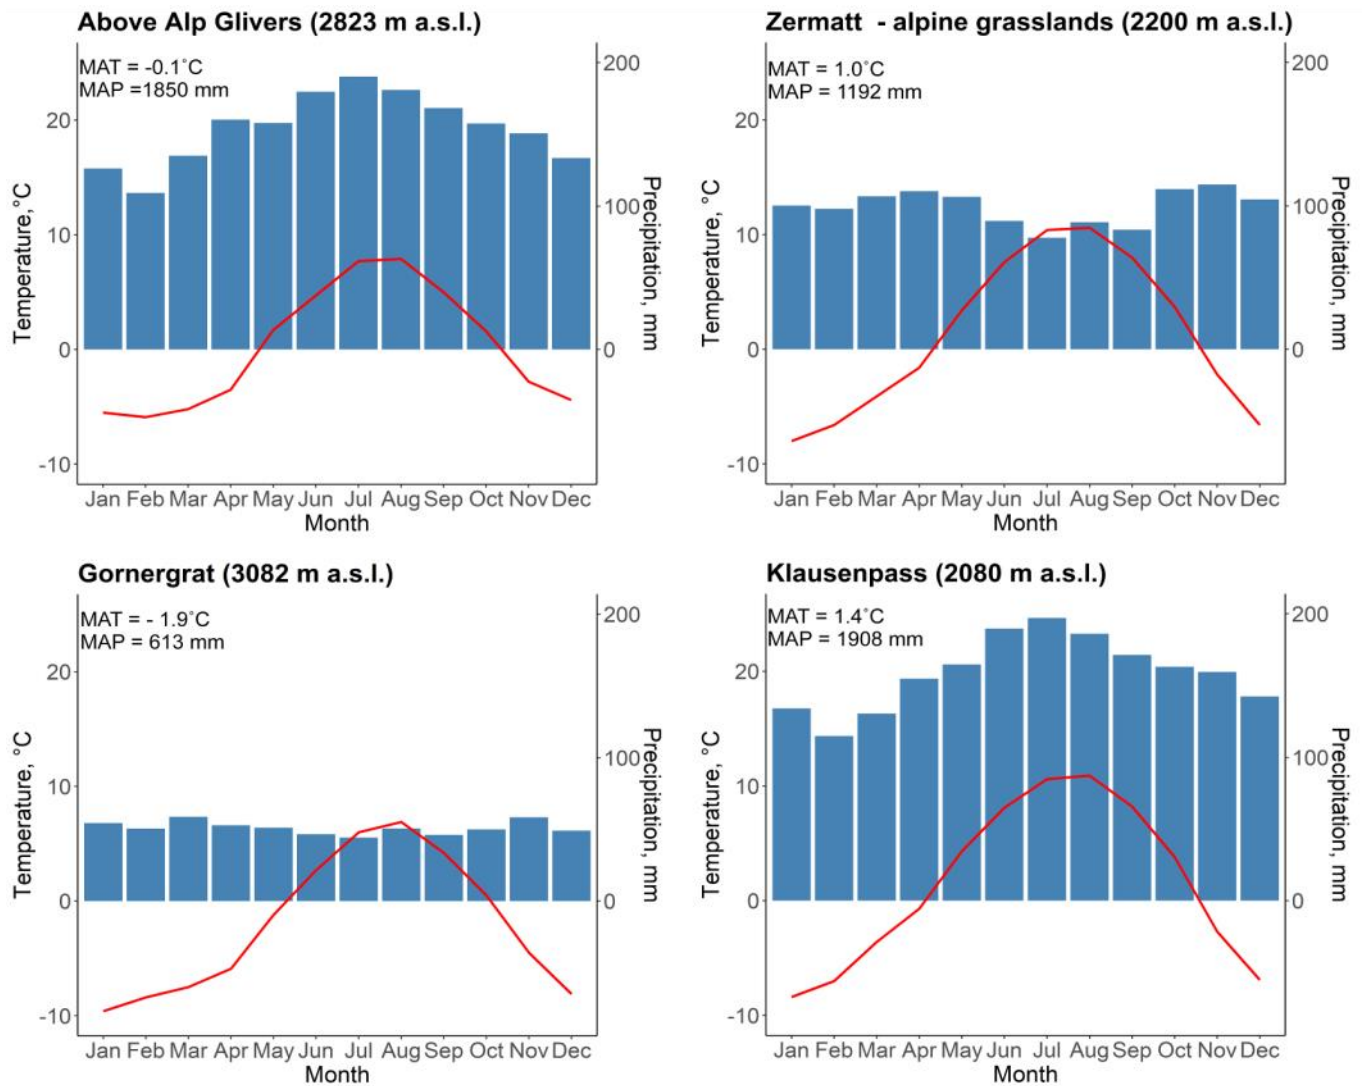 Above Alp Glivers (2823 m a.s.l.)
MAT = -0.1°C
MAP =1850 mm
20
10
0
-10
Temperature,°C
200
100
0
Precipitation, mm
Jan Feb Mar Apr May Jun Jul Aug Sep Oct Nov Dec
Month
Zermatt - alpine grasslands (2200 m a.s.l.)
MAT = 1.0°C
MAP = 1192 mm
20
10
0
-10
Temperature, °C
200
100
0
Precipitation, mm
Jan Feb Mar Apr May Jun Jul Aug Sep Oct Nov Dec
Month
Gornergrat (3082 m a.s.l.)
MAT = - 1.9°C
MAP = 613 mm
20
10
0
-10
Temperature, °C
200
100
0
Precipitation, mm
Jan Feb Mar Apr May Jun Jul Aug Sep Oct Nov Dec
Month
Klausenpass (2080 m a.s.l.)
MAT = 1.4°C
MAP = 1908 mm
20
10
0
-10
Temperature, °C
200
100
0
Precipitation, mm
Jan Feb Mar Apr May Jun Jul Aug Sep Oct Nov Dec
Month